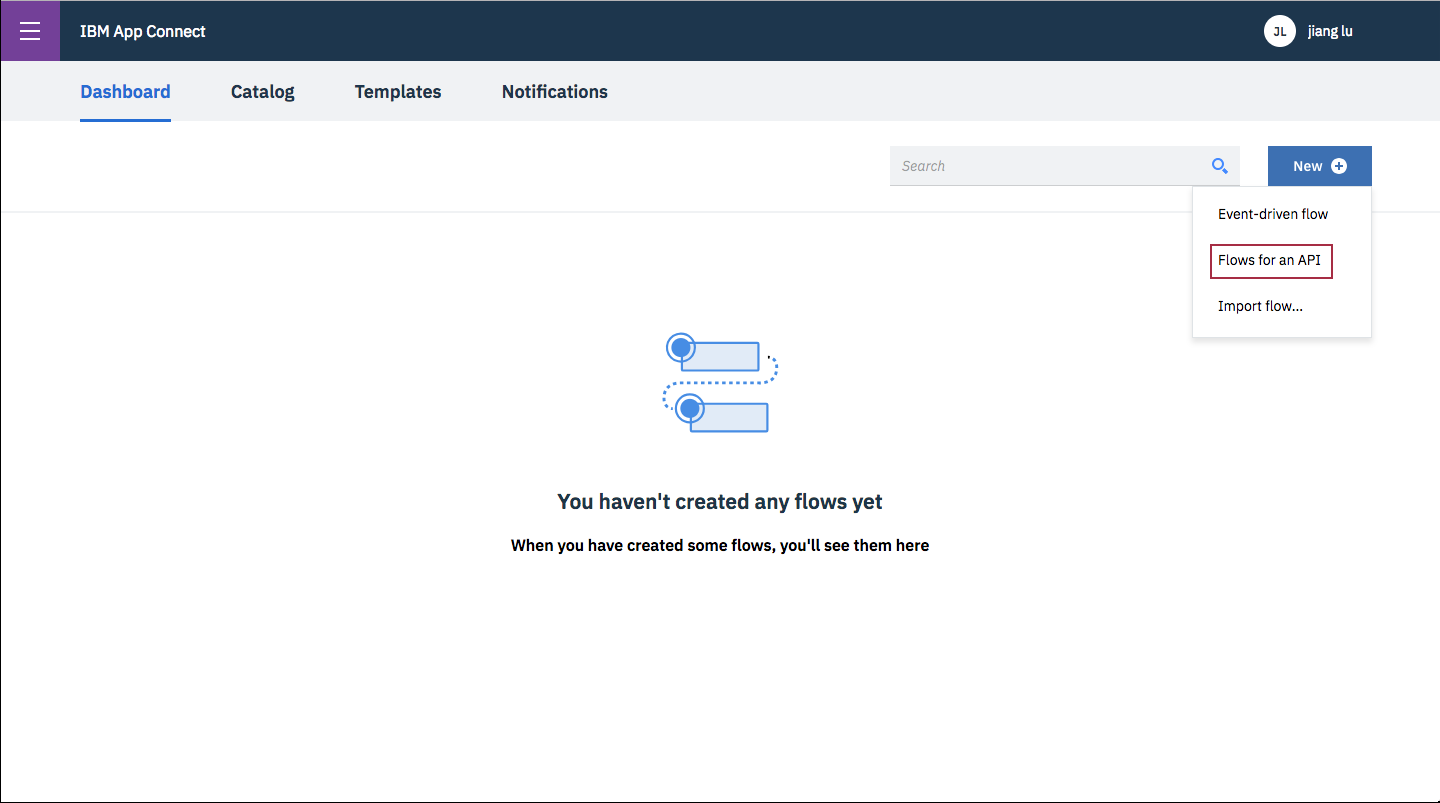 IBM App Connect
JL jiang lu
Dashboard Catalog Templates Notifications
Search
New
Event-driven flow
Flows for an API
Import flow...
You haven't created any flows yet
When you have created some flows, you'll see them here